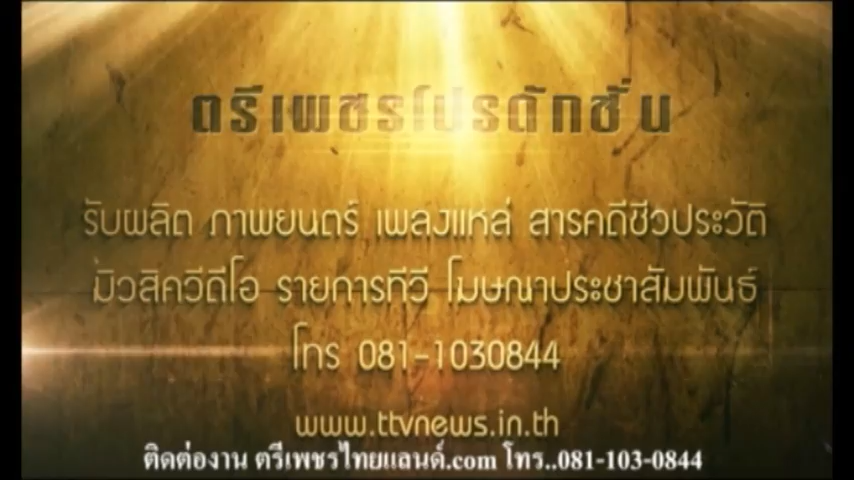 ตรีเพชรโปรดักชั่น
รับผลิต ภาพยนตร์ เพลงแหล่ สารคดีชีวประวัติ
มิวสิควีดีโอ รายการทีวี โฆษณาประชาสัมพันธ์
โทร 081-1030844
www.ttvnews.in.th
ติดต่องาน ตรีเพชรไทยแลนด์.com โทร..081-103-0844